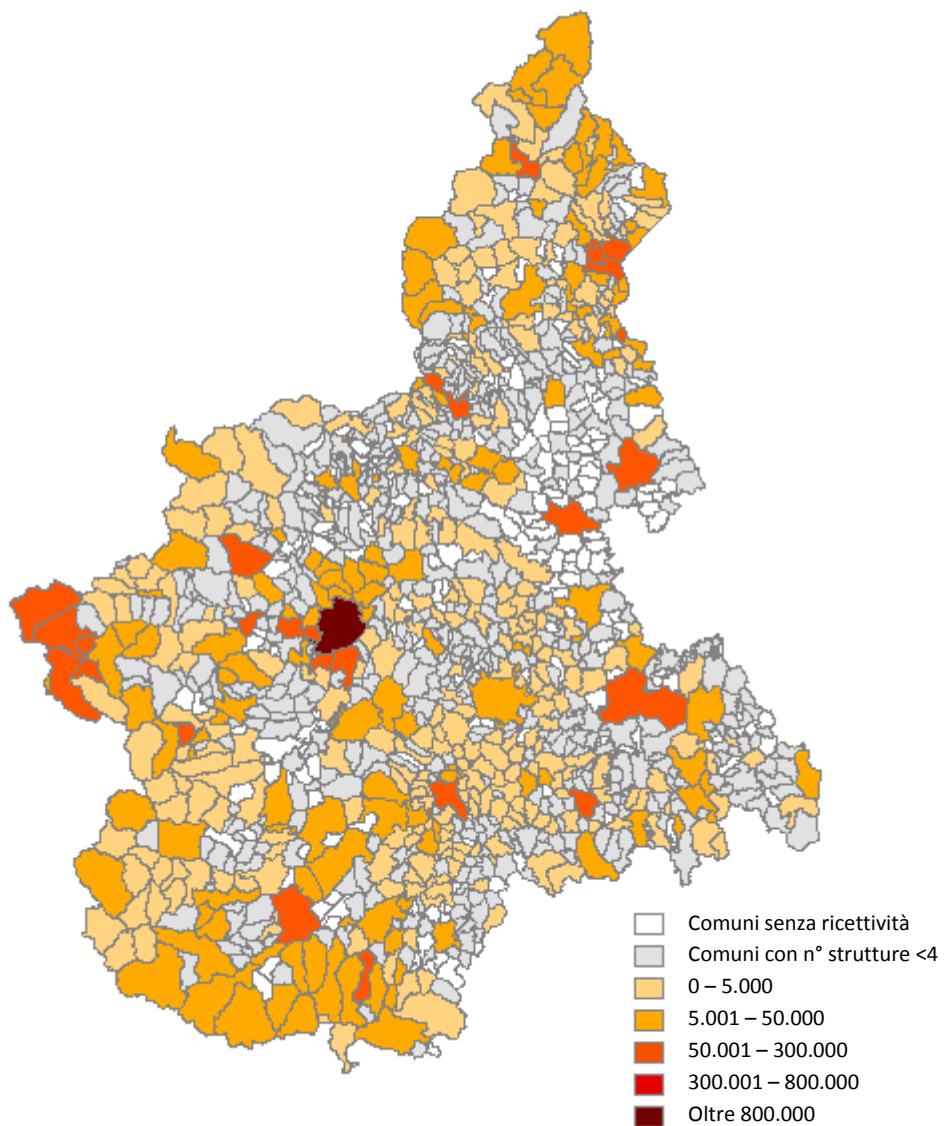 Comuni senza ricettività
Comuni con n° strutture <4
0 – 5.000
5.001 – 50.000
50.001 – 300.000
300.001 – 800.000
Oltre 800.000